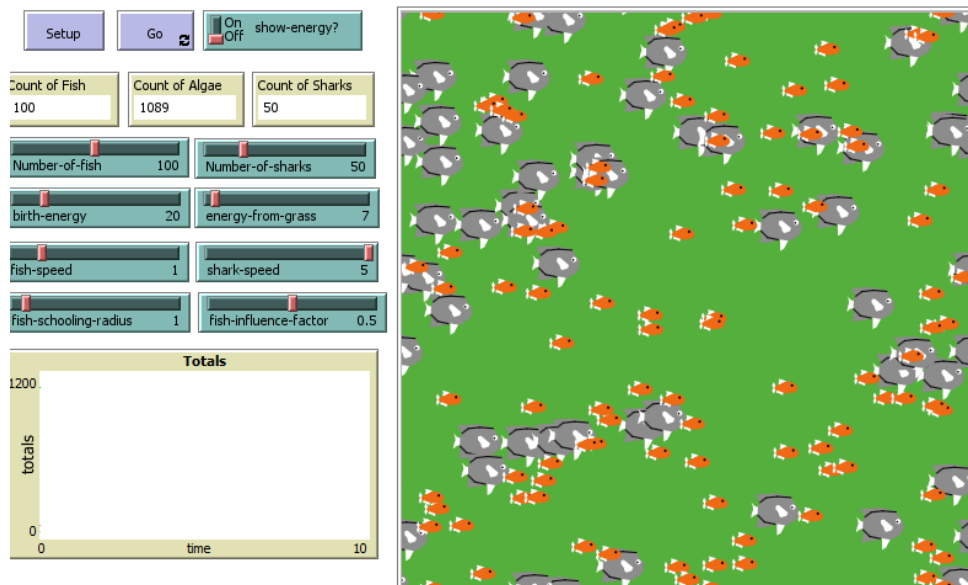 Setup
Go
On
Off
show-energy?
Count of Fish
100
Count of Algae
1089
Count of Sharks
50
Number-of-fish 100
Number-of-sharks 50
birth-energy 20
energy-from-grass 7
fish-speed 1
shark-speed 5
fish-schooling-radius 1
fish-influence-factor 0.5
Totals
1200
totals
0
0 time 10